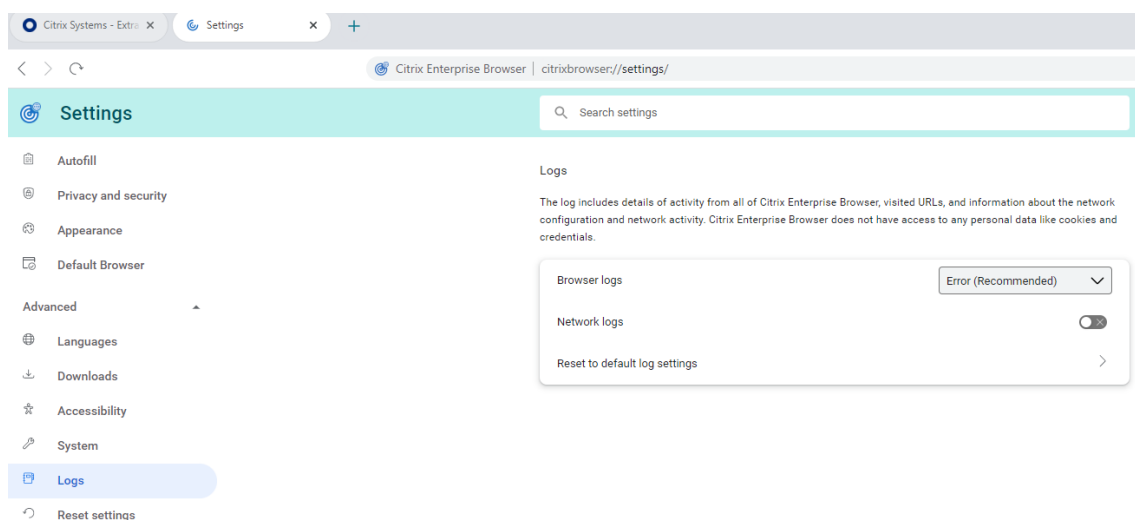 Citrix Systems - Extra
Settings
Citrix Enterprise Browser
citrixbrowser://settings/
Settings
Search settings
Autofill
Privacy and security
Appearance
Default Browser
Advanced
Languages
Downloads
Accessibility
System
Logs
Reset settings
Logs
The log includes details of activity from all of Citrix Enterprise Browser, visited URLs, and information about the network
configuration and network activity. Citrix Enterprise Browser does not have access to any personal data like cookies and
credentials.
Browser logs
Error (Recommended)
Network logs
Reset to default log settings